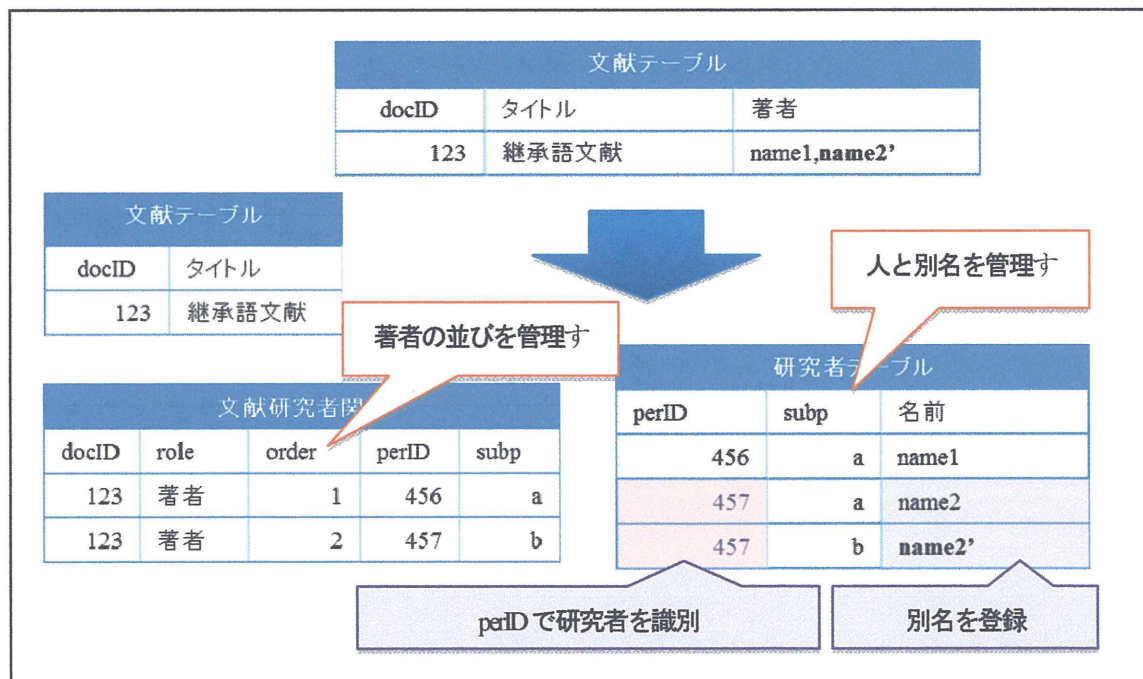 文献テーブル
docID タイトル 著者
123 継承語文献 name1,name2’
文献テーブル
docID タイトル
123 継承語文献
人と別名を管理す
著者の並びを管理す
文献研究者関
docID role order perID subp
123 著者 1 456 a
123 著者 2 457 b
研究者テーブル
perID subp 名前
456 a name1
457 a name2
457 b name2’
perIDで研究者を識別
別名を登録